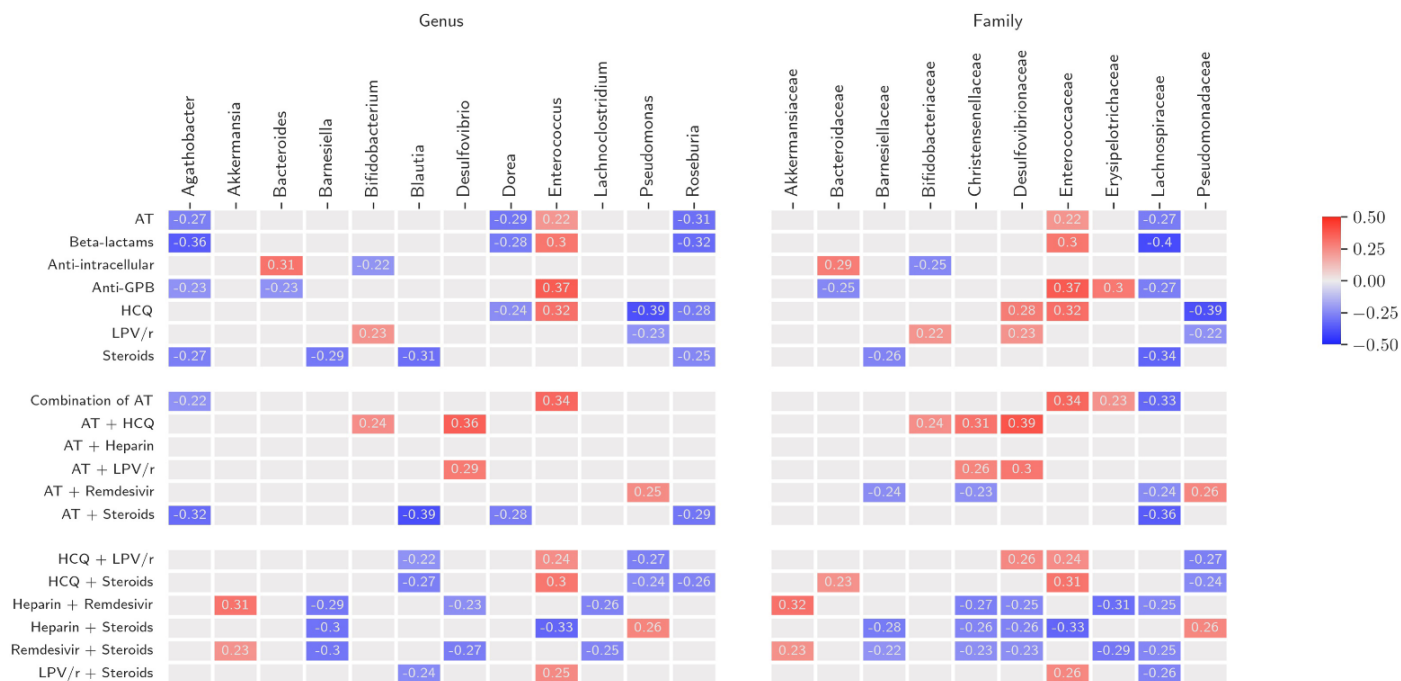 Genus Family
Agathobacter Akkermansia Bacteroides Barnesiella Bifidobacterium Blautia Desulfovibrio Dorea Enterococcus Lachnoclostridium Pseudomonas Roseburia Akkermansiaceae Bacteroidaceae Barnesiellaceae Bifidobacteriaceae Christensenellaceae Desulfovibrionaceae Enterococcaceae Erysipelotrichaceae Lachnospiraceae Pseudomonadaceae
AT -0.27 -0.29 0.22 -0.31 0.22 -0.27
Beta-lactams -0.36 -0.28 0.3 -0.32 0.3 -0.4
Anti-intracellular 0.31 -0.22 0.29 -0.25
Anti-GPB -0.23 -0.23 0.37 -0.25 0.37 0.3 -0.27
HCQ -0.24 0.32 -0.39 -0.28 0.28 0.32 -0.39
LPV/r 0.23 -0.23 0.22 0.23 -0.22
Steroids -0.27 -0.29 -0.31 -0.25 -0.26 -0.34
Combination of AT -0.22 0.34 0.34 0.23 -0.33
AT + HCQ 0.24 0.36 0.24 0.31 0.39
AT + Heparin
AT + LPV/r 0.29 0.26 0.3
AT + Remdesivir 0.25 -0.24 -0.23 -0.24 0.26
AT + Steroids -0.32 -0.39 -0.28 -0.29 -0.36
HCQ + LPV/r -0.22 0.24 -0.27 0.26 0.24 -0.27
HCQ + Steroids -0.27 0.3 -0.24 -0.26 0.23 0.31 -0.24
Heparin + Remdesivir 0.31 -0.29 -0.23 -0.26 0.32 -0.27 -0.25 -0.31 -0.25
Heparin + Steroids -0.3 -0.33 0.26 -0.28 -0.26 -0.26 -0.33 0.26
Remdesivir + Steroids 0.23 -0.3 -0.27 -0.25 0.23 -0.22 -0.23 -0.23 -0.29 -0.25
LPV/r + Steroids -0.24 0.25 0.26 -0.26
0.50
0.25
0.00
−0.25
−0.50